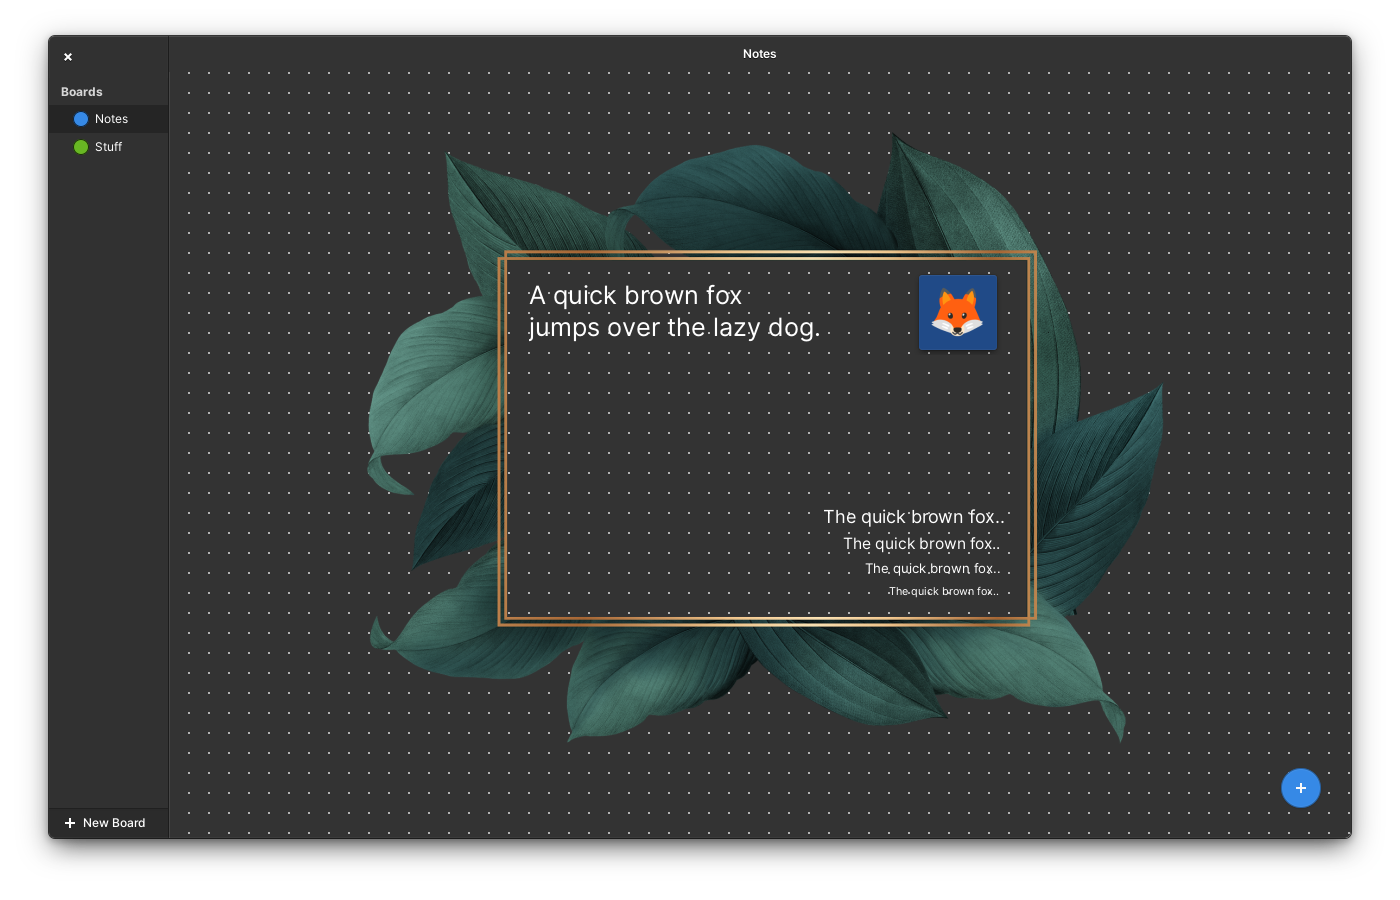 Notes
Boards
Notes
Stuff
A quick brown fox
jumps over the lazy dog.
The quick brown fox..
The quick brown fox..
The quick brown fox..
The quick brown fox..
New Board